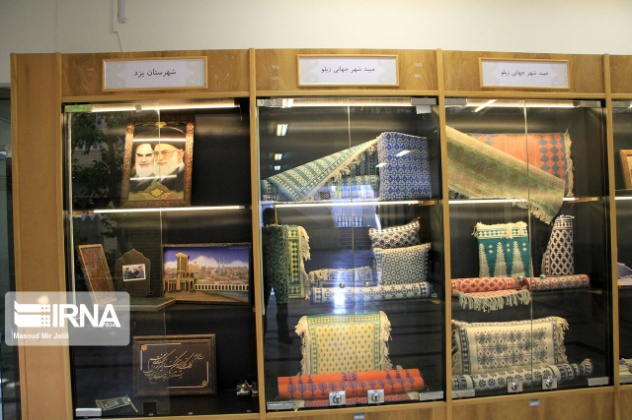 شهرستان یزد
میبد شهر جهانی زیلو
میبد شهر جهانی زیلو
IRNA
Masoud Mir Jalili